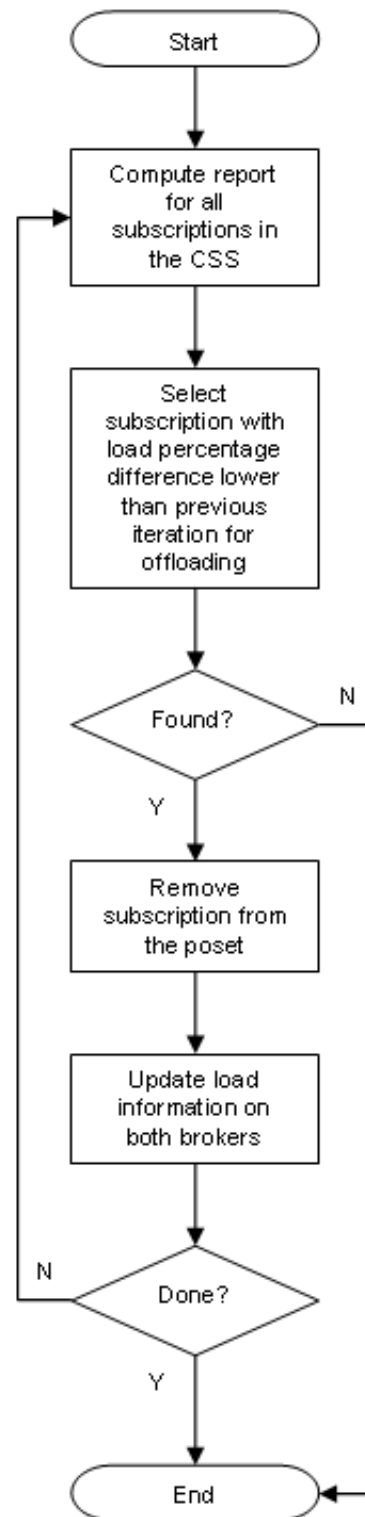 Start
Compute report
for all
subscriptions in
the CSS
Select
subscription with
load percentage
difference lower
than previous
iteration for
offloading
N
Found?
Y
Remove
subscription from
the poset
Update load
information on
both brokers
N
Done?
Y
End